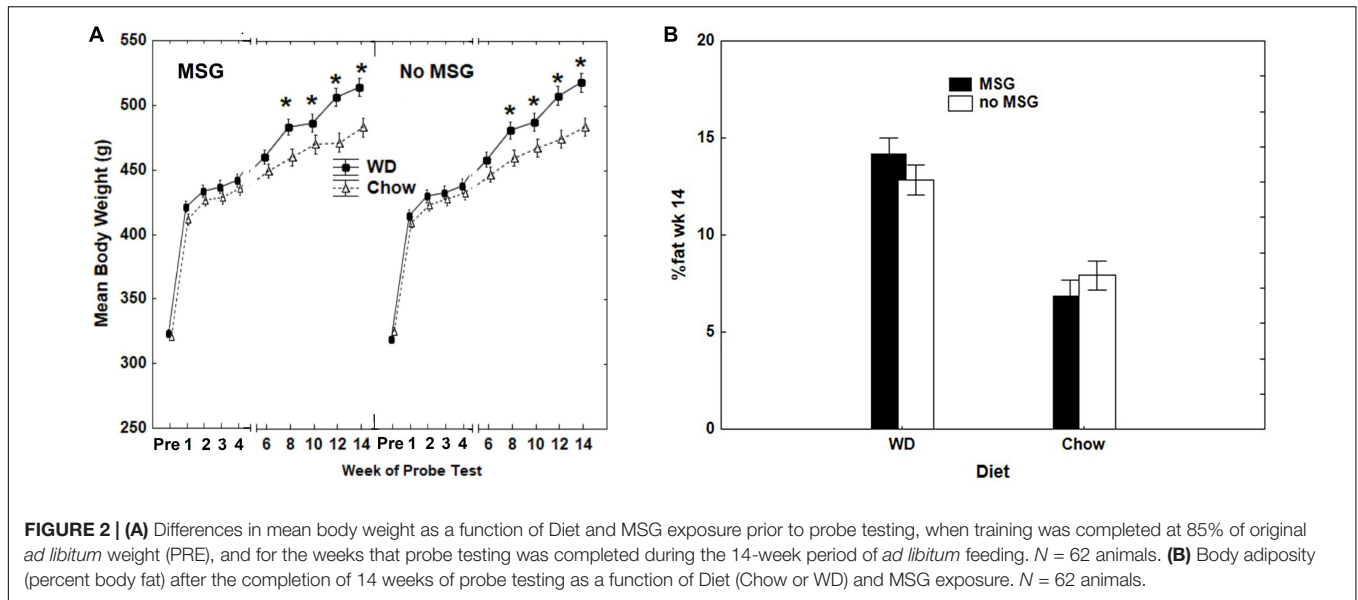 A
B
550
500
450
400
350
300
250
Mean Body Weight (g)
MSG
No MSG
* * * *
* * * *
WD
Chow
Pre 1 2 3 4 6 8 10 12 14 Pre 1 2 3 4 6 8 10 12 14
Week of Probe Test
20
15
10
5
0
%fat wk 14
MSG
no MSG
WD Chow
Diet
FIGURE 2 | (A) Differences in mean body weight as a function of Diet and MSG exposure prior to probe testing, when training was completed at 85% of original
ad libitum weight (PRE), and for the weeks that probe testing was completed during the 14-week period of ad libitum feeding. N = 62 animals. (B) Body adiposity
(percent body fat) after the completion of 14 weeks of probe testing as a function of Diet (Chow or WD) and MSG exposure. N = 62 animals.